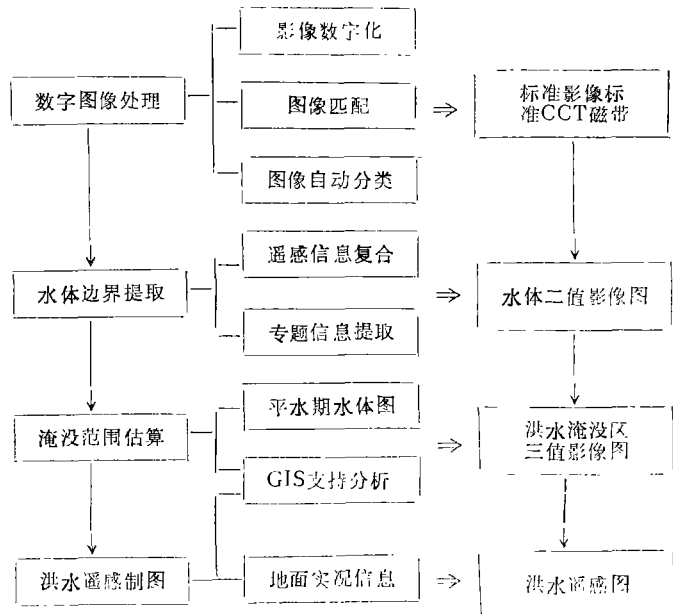 影像数字化
数字图像处理
图像匹配
标准影像标
准CCT磁带
图像自动分类
遥感信息复合
水体边界提取
水体二值影像图
专题信息提取
平水期水体图
淹没范围估算
洪水淹没区
三值影像图
GIS支持分析
洪水遥感制图
地面实况信息
洪水遥感图